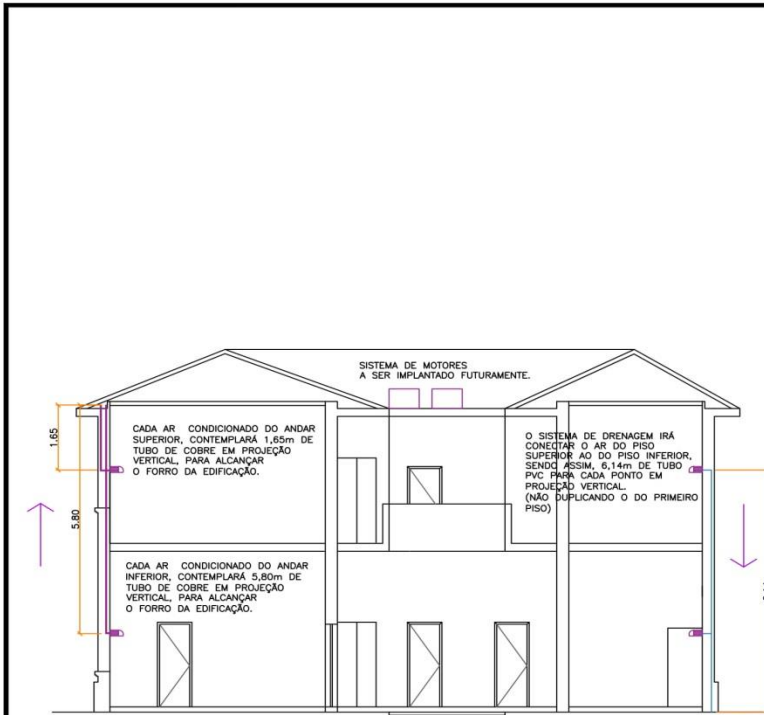 SISTEMA DE MOTORES
A SER IMPLANTADO FUTURAMENTE.
1.65
CADA AR CONDICIONADO DO ANDAR
SUPERIOR, CONTEMPLARÁ 1,65m DE
TUBO DE COBRE EM PROJEÇÃO
VERTICAL, PARA ALCANÇAR
O FORRO DA EDIFICAÇÃO.
O SISTEMA DE DRENAGEM IRÁ
CONECTAR O AR DO PISO
SUPERIOR AO DO PISO INFERIOR,
SENDO ASSIM, 6,14m DE TUBO
PVC PARA CADA PONTO EM
PROJEÇÃO VERTICAL.
(NÃO DUPLICANDO O DO PRIMEIRO
PISO)
5.80
CADA AR CONDICIONADO DO ANDAR
INFERIOR, CONTEMPLARÁ 5,80m DE
TUBO DE COBRE EM PROJEÇÃO
VERTICAL, PARA ALCANÇAR
O FORRO DA EDIFICAÇÃO.